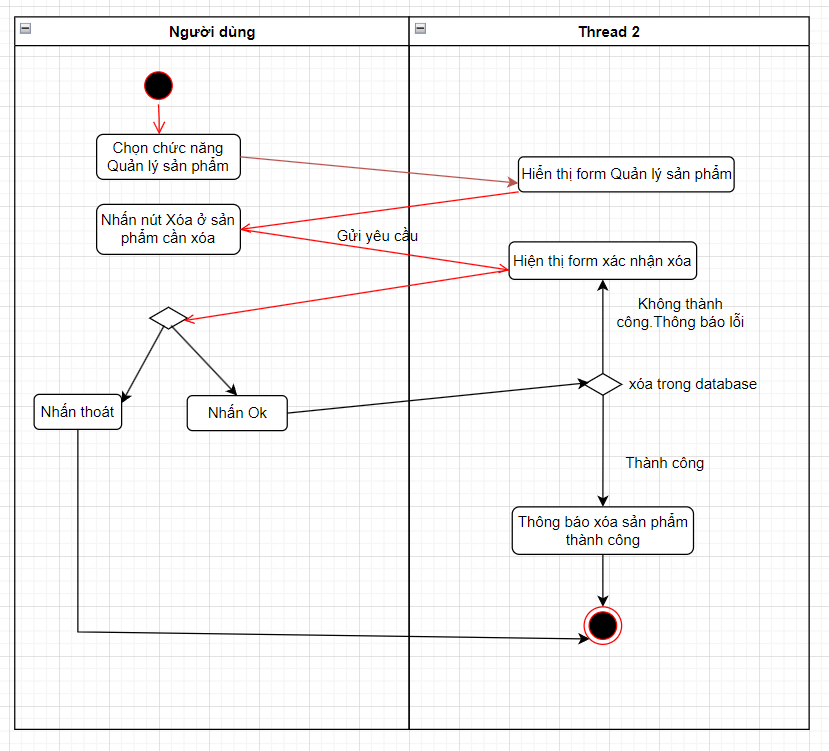 Người dùng
Thread 2
Chọn chức năng
Quản lý sản phẩm
Hiển thị form Quản lý sản phẩm
Nhấn nút Xóa ở sản
phẩm cần xóa
Gửi yêu cầu
Hiện thị form xác nhận xóa
Không thành
công.Thông báo lỗi
xóa trong database
Nhấn thoát
Nhấn Ok
Thành công
Thông báo xóa sản phẩm
thành công